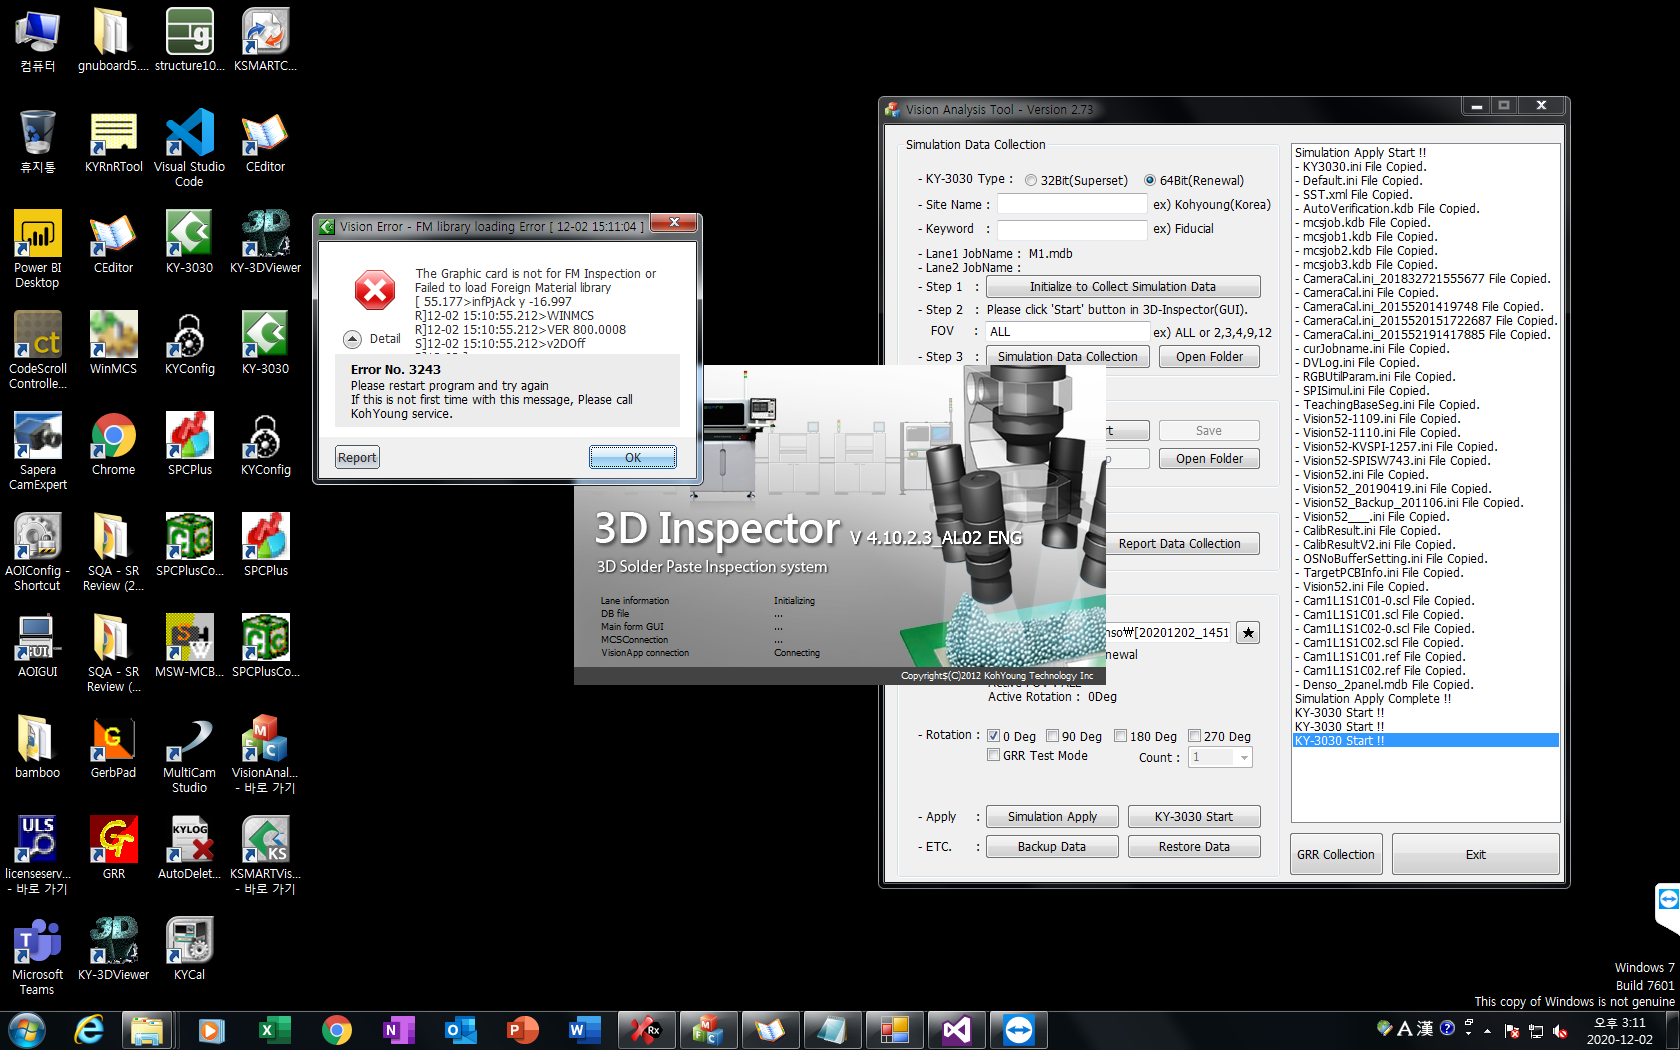 컴퓨터
gnuboard5....
structure10...
KSMARTC...
휴지통
KYRnRTool
Visual Studio
Code
CEditor
Power BI
Desktop
CEditor
KY-3030
KY-3DViewer
CodeScroll
Controlle...
WinMCS
KYConfig
KY-3030
Sapera
CamExpert
Chrome
SPCPlus
KYConfig
AOIConfig -
Shortcut
SQA - SR
Review (2...
SPCPlusCo...
SPCPlus
AOIGUI
SQA - SR
Review (...
MSW-MCB...
SPCPlusCo...
bamboo
GerbPad
MultiCam
Studio
VisionAnal...
- 바로 가기
licenseserv...
- 바로 가기
GRR
AutoDelet...
KSMARTVis...
- 바로 가기
Microsoft
Teams
KY-3DViewer
KYCal
Vision Error - FM library loading Error [ 12-02 15:11:04 ]
The Graphic card is not for FM Inspection or
Failed to load Foreign Material library
[ 55.177>infPjAck y -16.997
R]12-02 15:10:55.212>WINMCS
R]12-02 15:10:55.212>VER 800.0008
S]12-02 15:10:55.212>v2DOff
Detail
Error No. 3243
Please restart program and try again
If this is not first time with this message, Please call
KohYoung service.
Report
OK
3D Inspector V 4.10.2.3_AL02 ENG
3D Solder Paste Inspection system
Lane information Initializing
DB file ...
Main form GUI ...
MCSConnection ...
VisionApp connection Connecting
Copyright$(C)2012 KohYoung Technology Inc
Vision Analysis Tool - Version 2.73
Simulation Data Collection
- KY-3030 Type : 32Bit(Superset) 64Bit(Renewal)
- Site Name : ex) Kohyoung(Korea)
- Keyword : ex) Fiducial
- Lane1 JobName : M1.mdb
- Lane2 JobName :
- Step 1 : Initialize to Collect Simulation Data
- Step 2 : Please click 'Start' button in 3D-Inspector(GUI).
FOV : ALL ex) ALL or 2,3,4,9,12
- Step 3 : Simulation Data Collection Open Folder
Save
Open Folder
Report Data Collection
nso₩[20201202_1451 ★
newal
Active Rotation : 0Deg
- Rotation : 0 Deg 90 Deg 180 Deg 270 Deg
GRR Test Mode Count : 1
- Apply : Simulation Apply KY-3030 Start
- ETC. : Backup Data Restore Data
Simulation Apply Start !!
- KY3030.ini File Copied.
- Default.ini File Copied.
- SST.xml File Copied.
- AutoVerification.kdb File Copied.
- mcsjob.kdb File Copied.
- mcsjob1.kdb File Copied.
- mcsjob2.kdb File Copied.
- mcsjob3.kdb File Copied.
- CameraCal.ini_201832721555677 File Copied.
- CameraCal.ini_20155201419748 File Copied.
- CameraCal.ini_2015520151722687 File Copied.
- CameraCal.ini_201552191417885 File Copied.
- curJobname.ini File Copied.
- DVLog.ini File Copied.
- RGBUtilParam.ini File Copied.
- SPISimul.ini File Copied.
- TeachingBaseSeg.ini File Copied.
- Vision52-1109.ini File Copied.
- Vision52-1110.ini File Copied.
- Vision52-KVSPI-1257.ini File Copied.
- Vision52-SPISW743.ini File Copied.
- Vision52.ini File Copied.
- Vision52_20190419.ini File Copied.
- Vision52_Backup_201106.ini File Copied.
- Vision52___.ini File Copied.
- CalibResult.ini File Copied.
- CalibResultV2.ini File Copied.
- OSNoBufferSetting.ini File Copied.
- TargetPCBInfo.ini File Copied.
- Vision52.ini File Copied.
- Cam1L1S1C01-0.scl File Copied.
- Cam1L1S1C01.scl File Copied.
- Cam1L1S1C02-0.scl File Copied.
- Cam1L1S1C02.scl File Copied.
- Cam1L1S1C01.ref File Copied.
- Cam1L1S1C02.ref File Copied.
- Denso_2panel.mdb File Copied.
Simulation Apply Complete !!
KY-3030 Start !!
KY-3030 Start !!
KY-3030 Start !!
GRR Collection
Exit
Windows 7
Build 7601
This copy of Windows is not genuine
A 漢
오후 3:11
2020-12-02